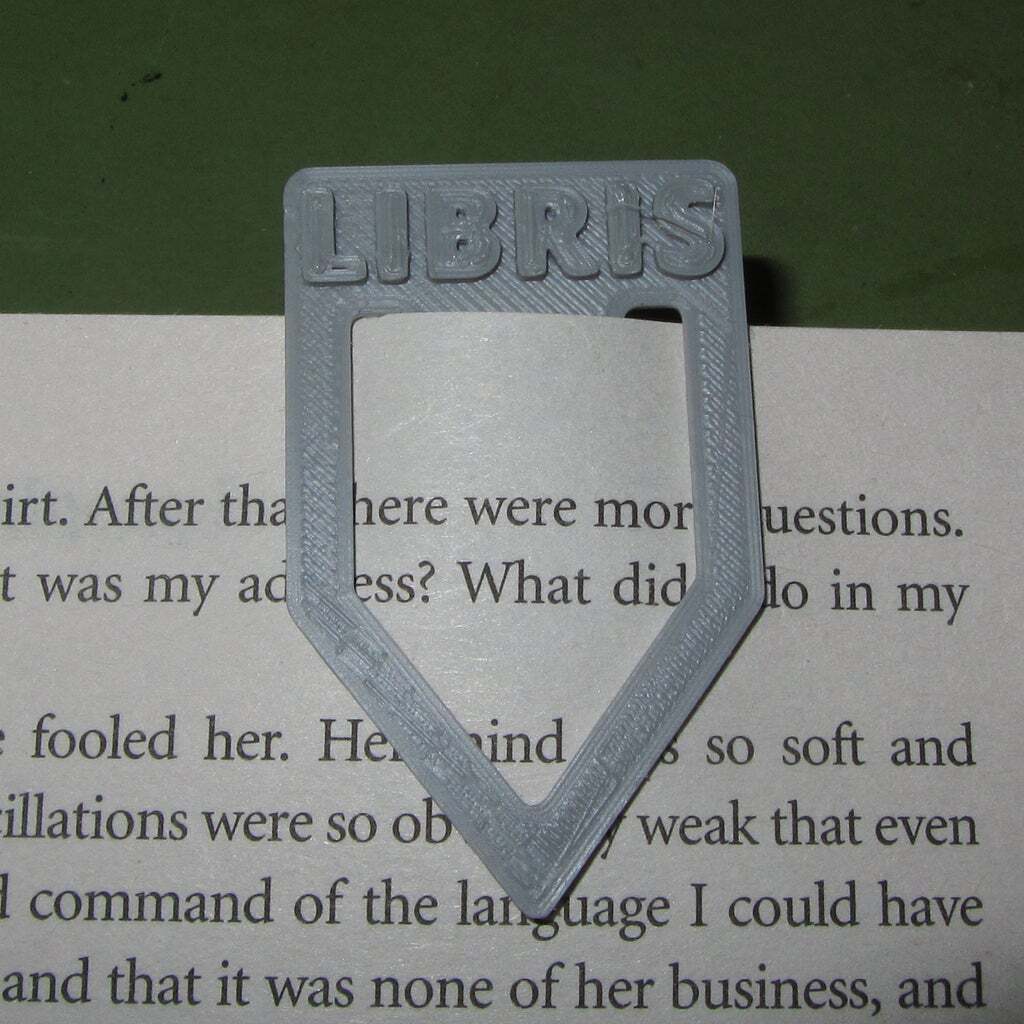 LIBRIS
irt. After tha here were mor uestions.
t was my ad ess? What did do in my
e fooled her. He ind s so soft and
cillations were so ob y weak that even
d command of the language I could have
and that it was none of her business, and